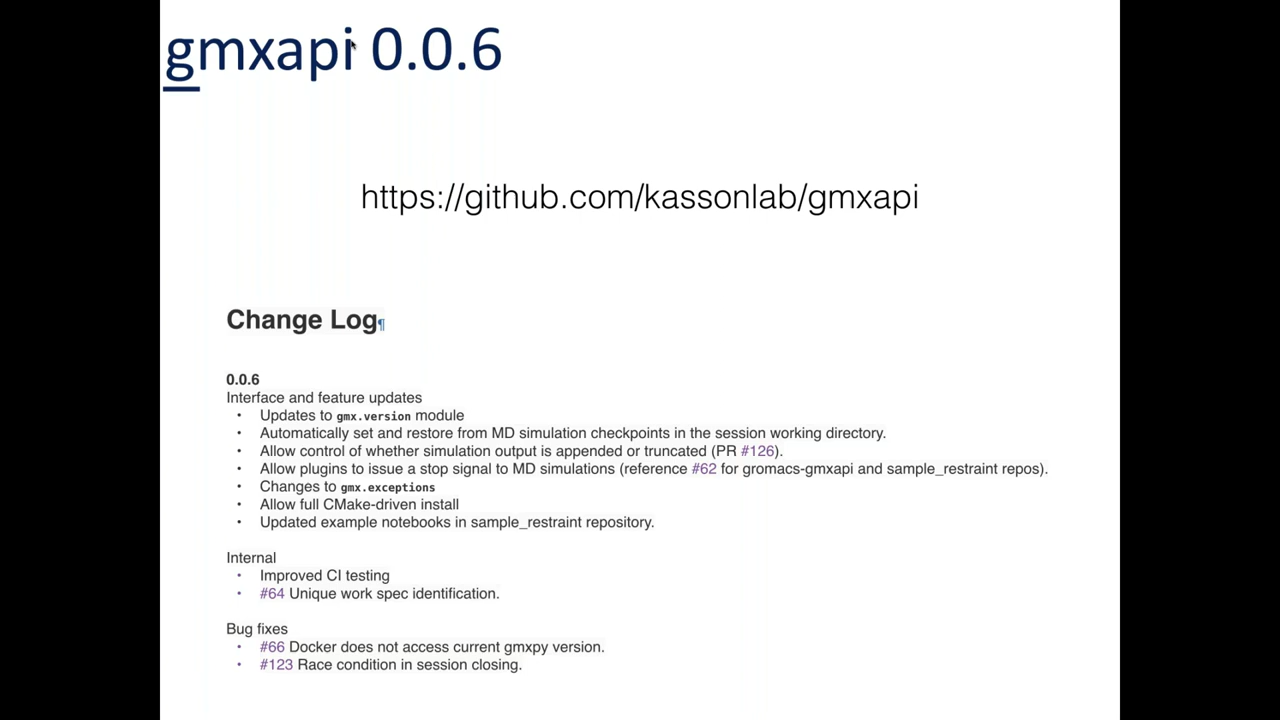 gmxapi 0.0.6
https://github.com/kassonlab/gmxapi
Change Log¶
0.0.6
Interface and feature updates
• Updates to gmx.version module
• Automatically set and restore from MD simulation checkpoints in the session working directory.
• Allow control of whether simulation output is appended or truncated (PR #126).
• Allow plugins to issue a stop signal to MD simulations (reference #62 for gromacs-gmxapi and sample_restraint repos).
• Changes to gmx.exceptions
• Allow full CMake-driven install
• Updated example notebooks in sample_restraint repository.
Internal
• Improved CI testing
• #64 Unique work spec identification.
Bug fixes
• #66 Docker does not access current gmxpy version.
• #123 Race condition in session closing.